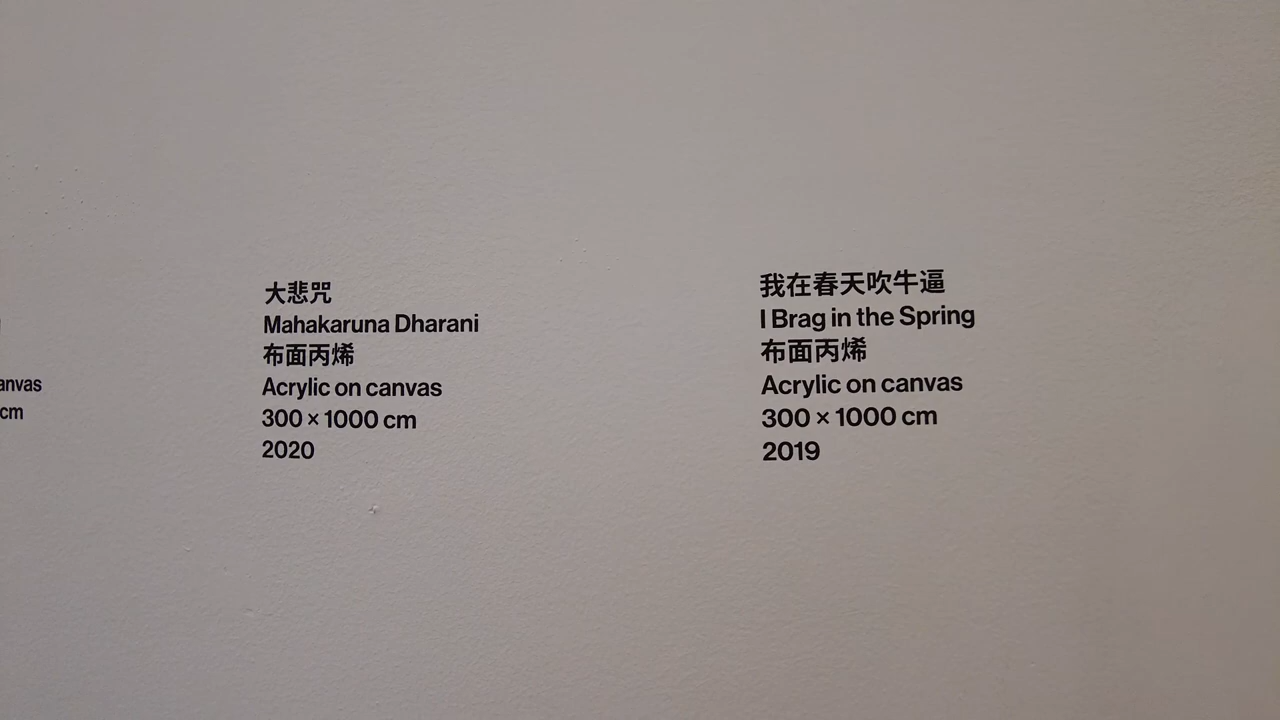 大悲咒
Mahakaruna Dharani
布面丙烯
Acrylic on canvas
300 × 1000 cm
2020
我在春天吹牛逼
I Brag in the Spring
布面丙烯
Acrylic on canvas
300 × 1000 cm
2019
cm